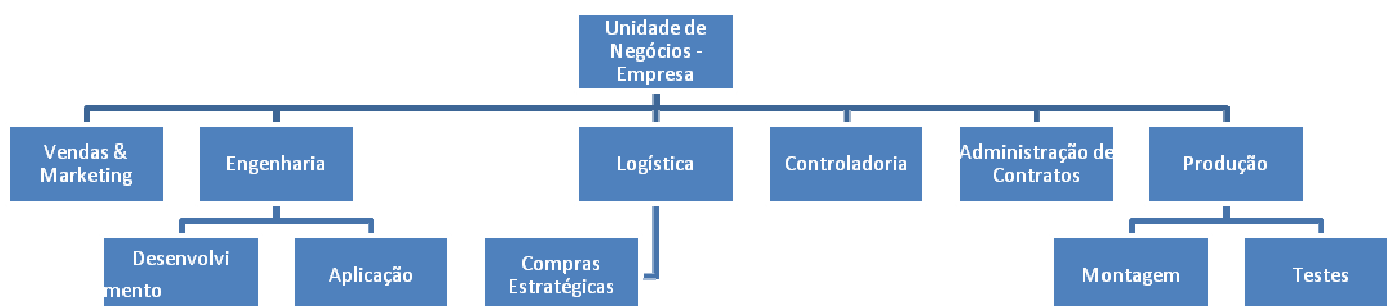 Unidade de
Negócios -
Empresa
Vendas &
Marketing
Engenharia
Logística
Controladoria
Administração de
Contratos
Produção
Desenvolvi
mento
Aplicação
Compras
Estratégicas
Montagem
Testes